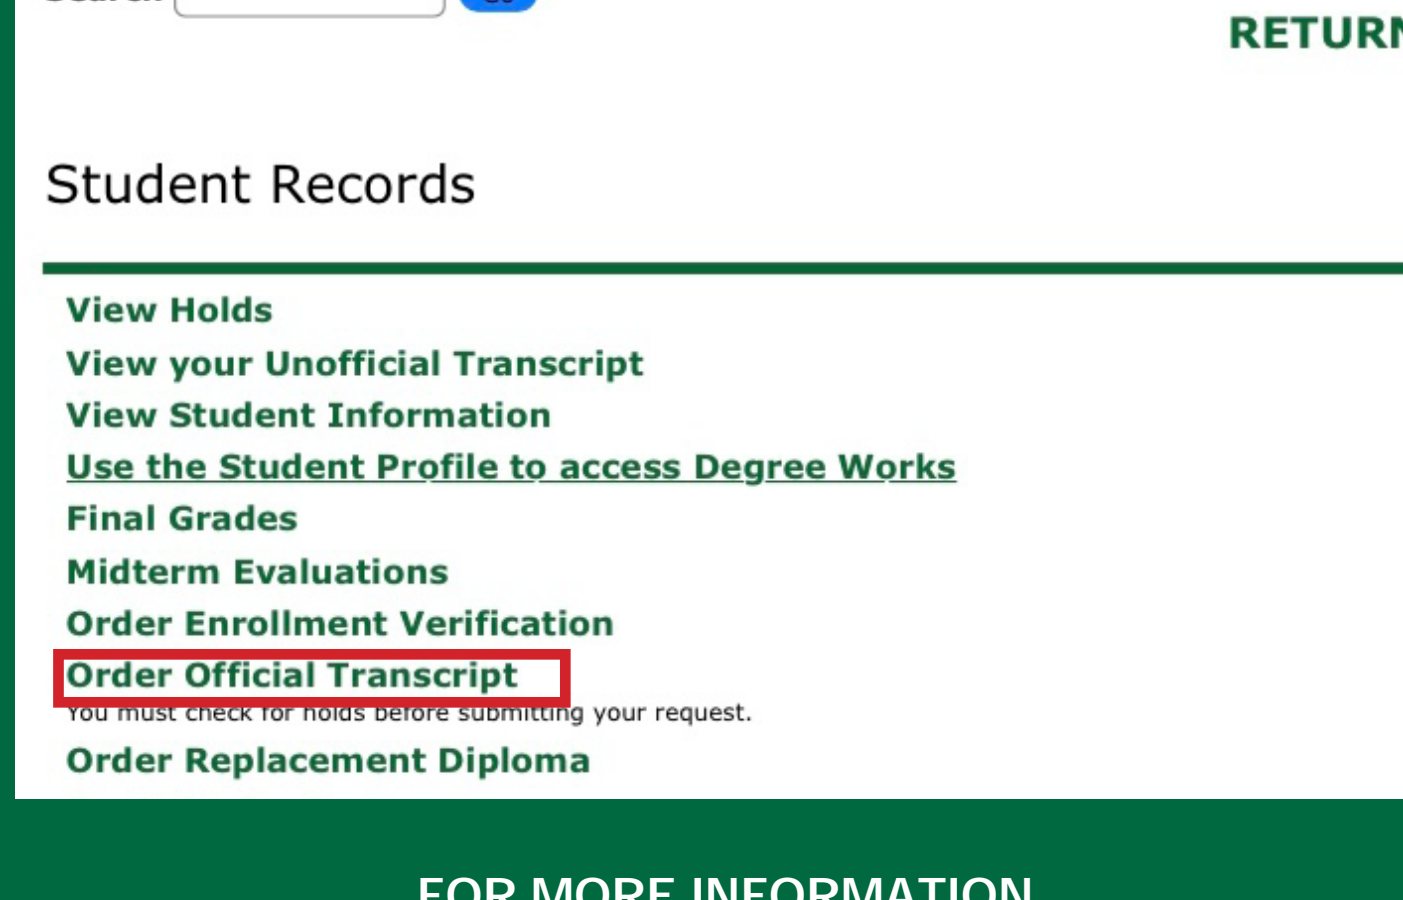 RETURN
Student Records
View Holds
View your Unofficial Transcript
View Student Information
Use the Student Profile to access Degree Works
Final Grades
Midterm Evaluations
Order Enrollment Verification
Order Official Transcript
You must check for holds before submitting your request.
Order Replacement Diploma
FOR MORE INFORMATION